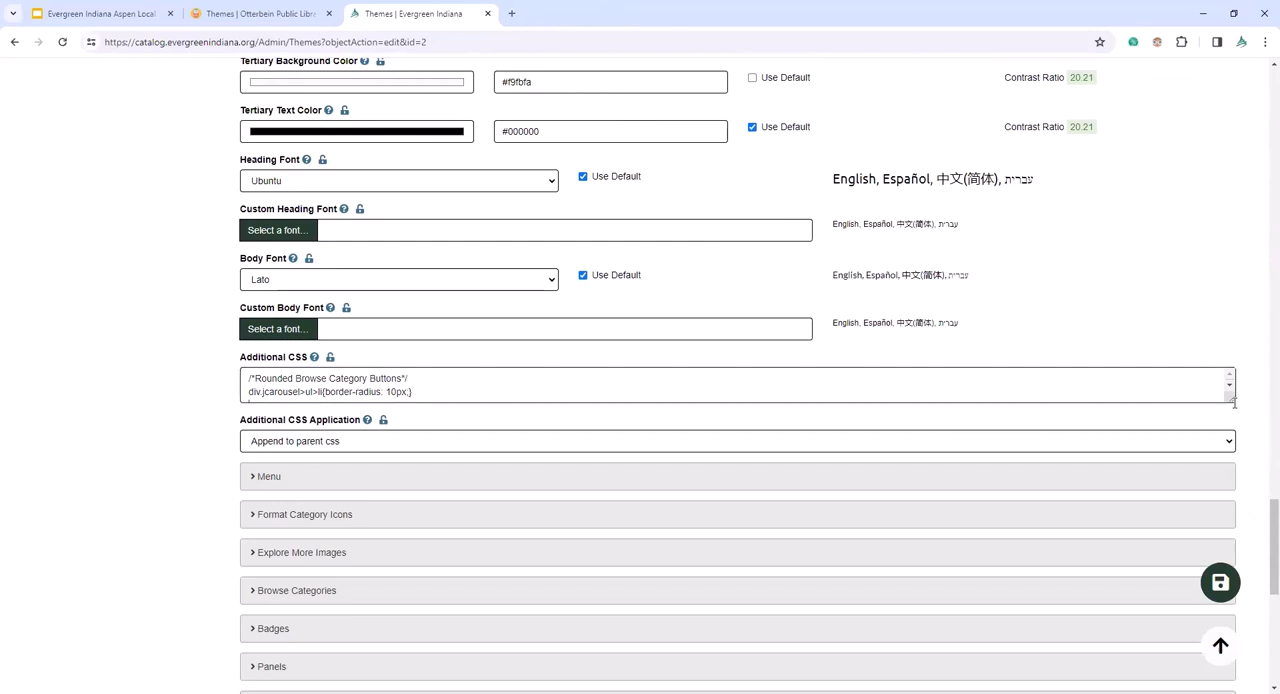 Evergreen Indiana Aspen Local
Themes | Otterbein Public Libra
Themes | Evergreen Indiana
https://catalog.evergreenindiana.org/Admin/Themes?objectAction=edit&id=2
Tertiary Background Color
#f9fbfa
Use Default
Contrast Ratio 20.21
Tertiary Text Color
#000000
Use Default
Contrast Ratio 20.21
Heading Font
Ubuntu
Use Default
English, Español, 中文(简体), עברית
Custom Heading Font
Select a font...
English, Español, 中文(简体), עברית
Body Font
Lato
Use Default
English, Español, 中文(简体), עברית
Custom Body Font
Select a font...
English, Español, 中文(简体), עברית
Additional CSS
/*Rounded Browse Category Buttons*/
div.jcarousel>ul>li{border-radius: 10px;}
Additional CSS Application
Append to parent css
Menu
Format Category Icons
Explore More Images
Browse Categories
Badges
Panels